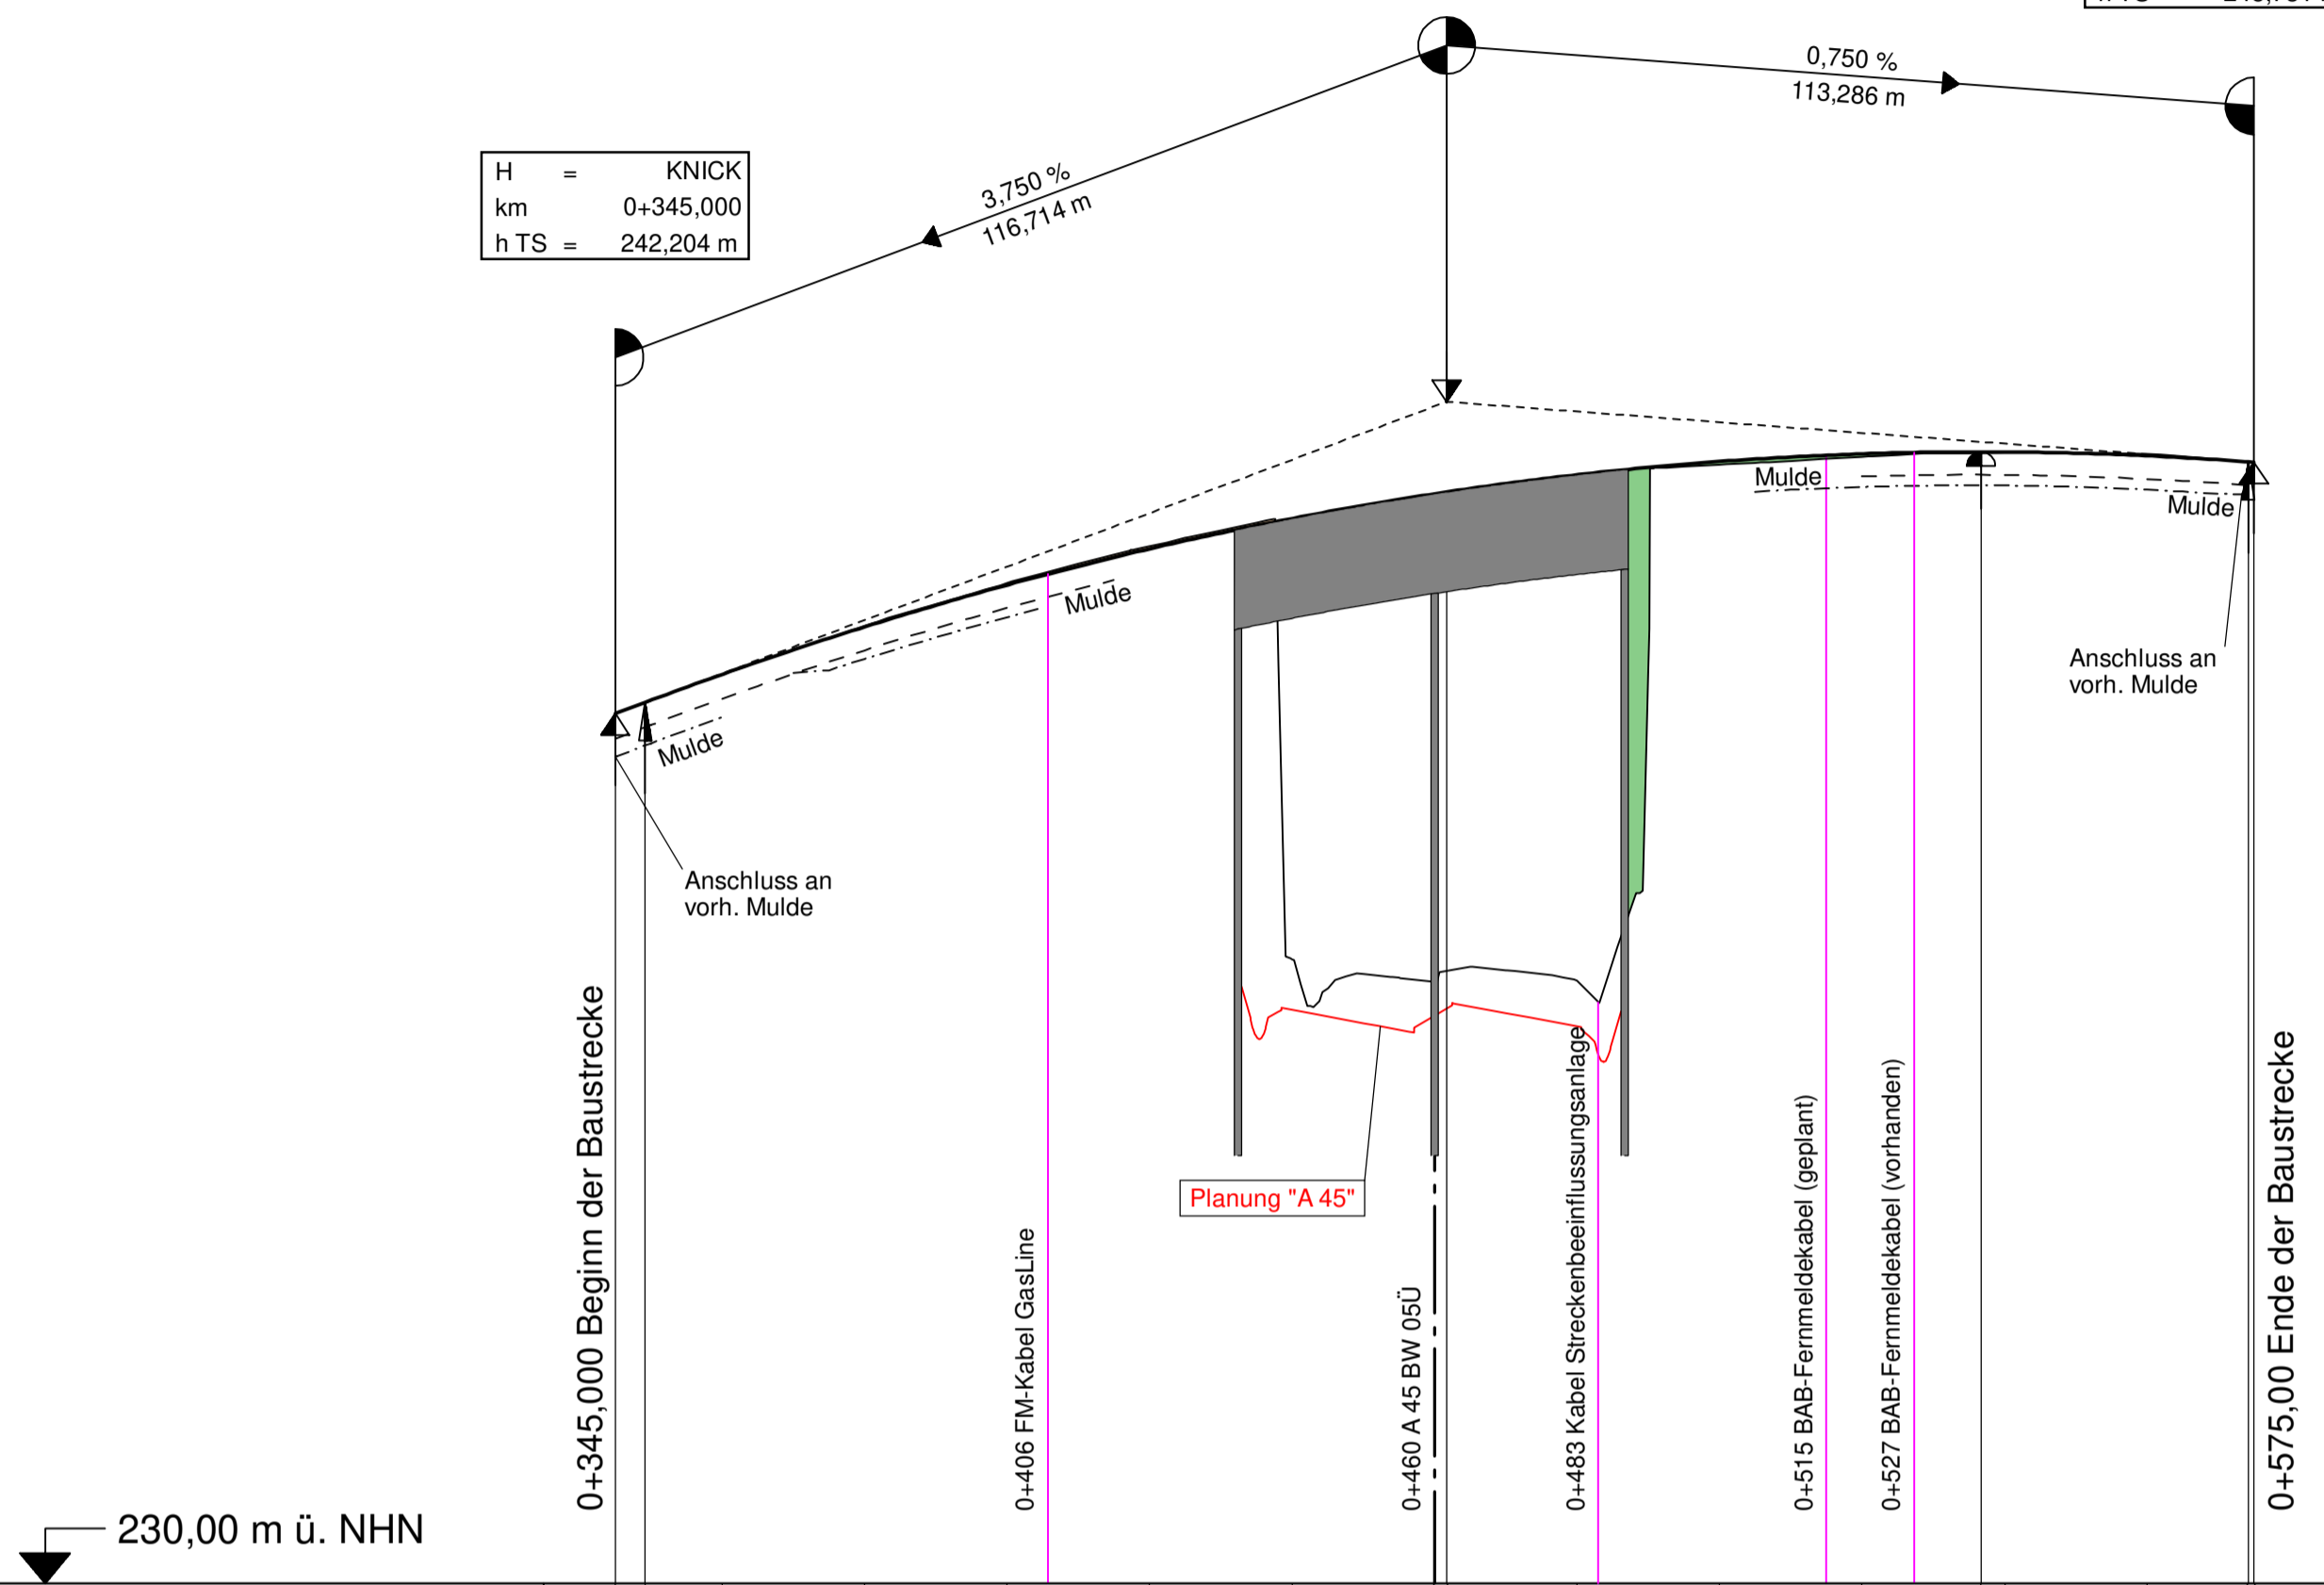 0,750 %
113,286 m
H = KNICK
km 0+345,000
h TS = 242,204 m
3,750 %
116,714 m
Mulde
Mulde
Mulde
Mulde
Anschluss an
vorh. Mulde
Anschluss an
vorh. Mulde
Planung "A 45"
0+345,000 Beginn der Baustrecke
0+406 FM-Kabel GasLine
0+460 A 45 BW 05Ü
0+483 Kabel Streckenbeeinflussungsanlage
0+515 BAB-Fernmeldekabel (geplant)
0+527 BAB-Fernmeldekabel (vorhanden)
0+575,00 Ende der Baustrecke
230,00 m ü. NHN